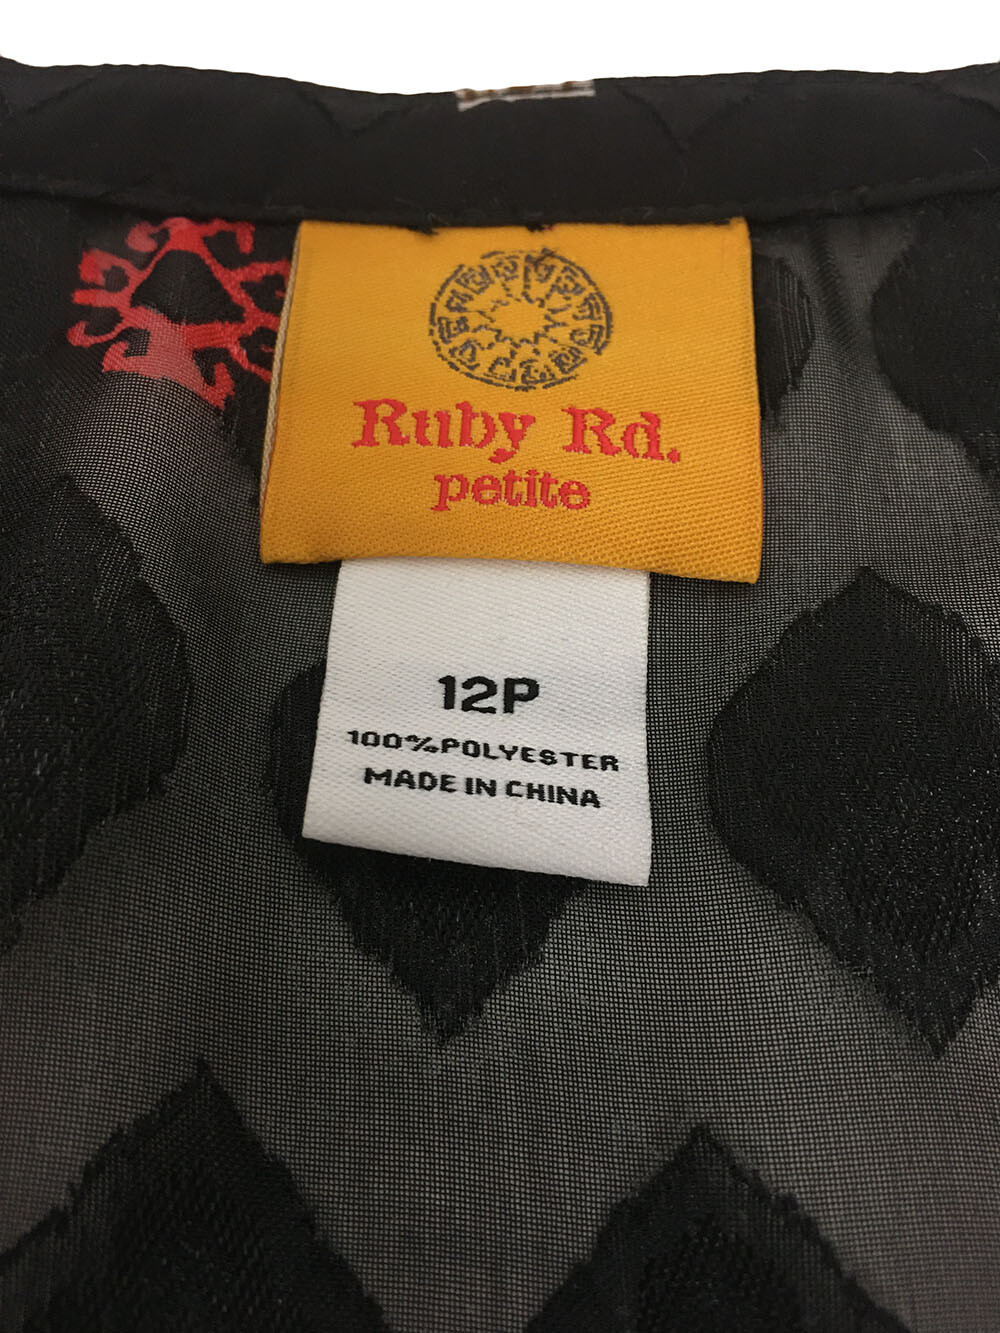 Ruby Rd.
petite
12P
100%POLYESTER
MADE IN CHINA